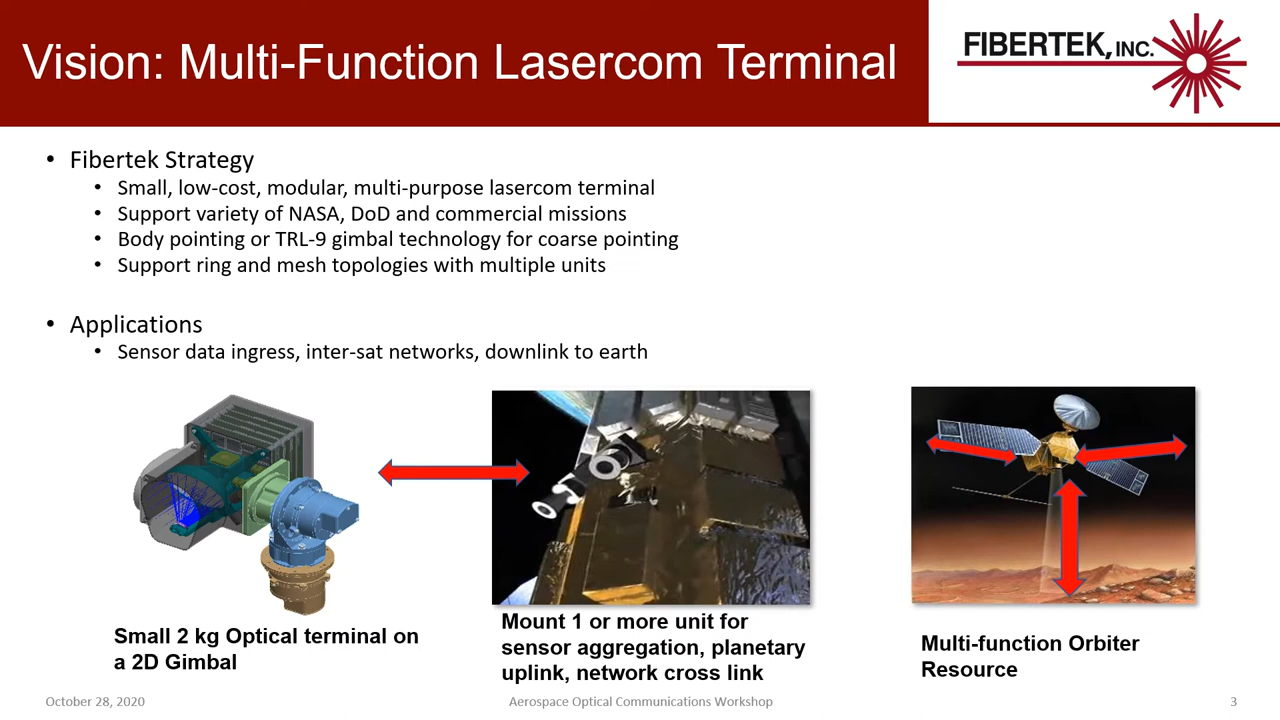 Vision: Multi-Function Lasercom Terminal
FIBERTEK, INC.
• Fibertek Strategy
• Small, low-cost, modular, multi-purpose lasercom terminal
• Support variety of NASA, DoD and commercial missions
• Body pointing or TRL-9 gimbal technology for coarse pointing
• Support ring and mesh topologies with multiple units
• Applications
• Sensor data ingress, inter-sat networks, downlink to earth
Small 2 kg Optical terminal on
a 2D Gimbal
Mount 1 or more unit for
sensor aggregation, planetary
uplink, network cross link
Multi-function Orbiter
Resource
October 28, 2020
Aerospace Optical Communications Workshop
3